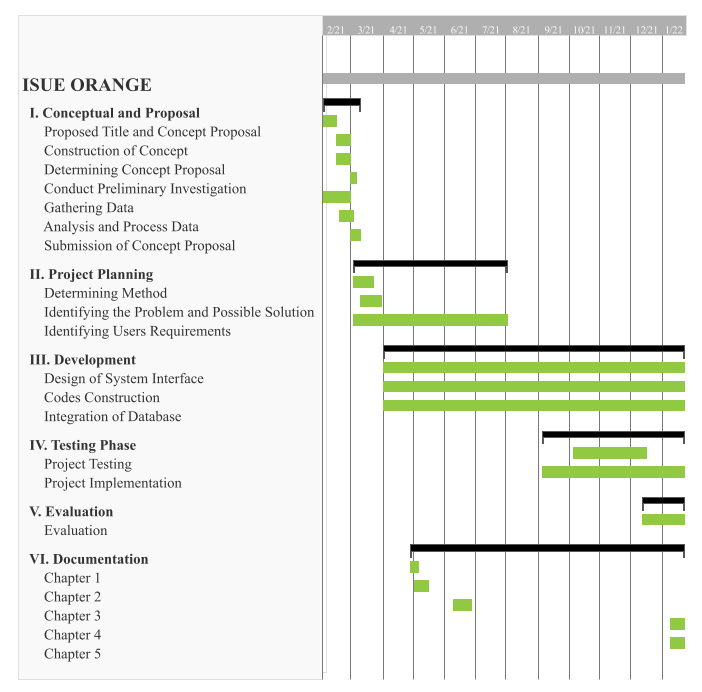 2/21 3/21 4/21 5/21 6/21 7/21 8/21 9/21 10/21 11/21 12/21 1/22
ISUE ORANGE
I. Conceptual and Proposal
Proposed Title and Concept Proposal
Construction of Concept
Determining Concept Proposal
Conduct Preliminary Investigation
Gathering Data
Analysis and Process Data
Submission of Concept Proposal
II. Project Planning
Determining Method
Identifying the Problem and Possible Solution
Identifying Users Requirements
III. Development
Design of System Interface
Codes Construction
Integration of Database
IV. Testing Phase
Project Testing
Project Implementation
V. Evaluation
Evaluation
VI. Documentation
Chapter 1
Chapter 2
Chapter 3
Chapter 4
Chapter 5